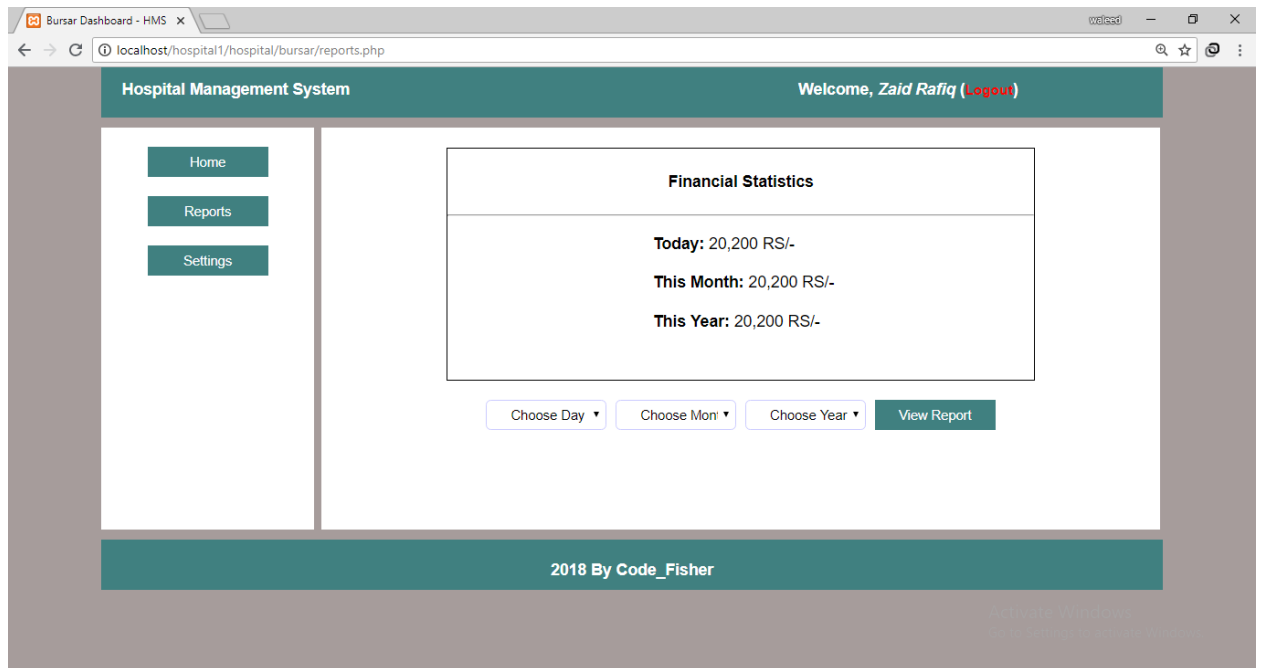 Bursar Dashboard - HMS
waleed
localhost/hospital1/hospital/bursar/reports.php
Hospital Management System
Welcome, Zaid Rafiq (Logout)
Home
Reports
Settings
Financial Statistics
Today: 20,200 RS/-
This Month: 20,200 RS/-
This Year: 20,200 RS/-
Choose Day
Choose Mon
Choose Year
View Report
2018 By Code_Fisher
Activate Windows